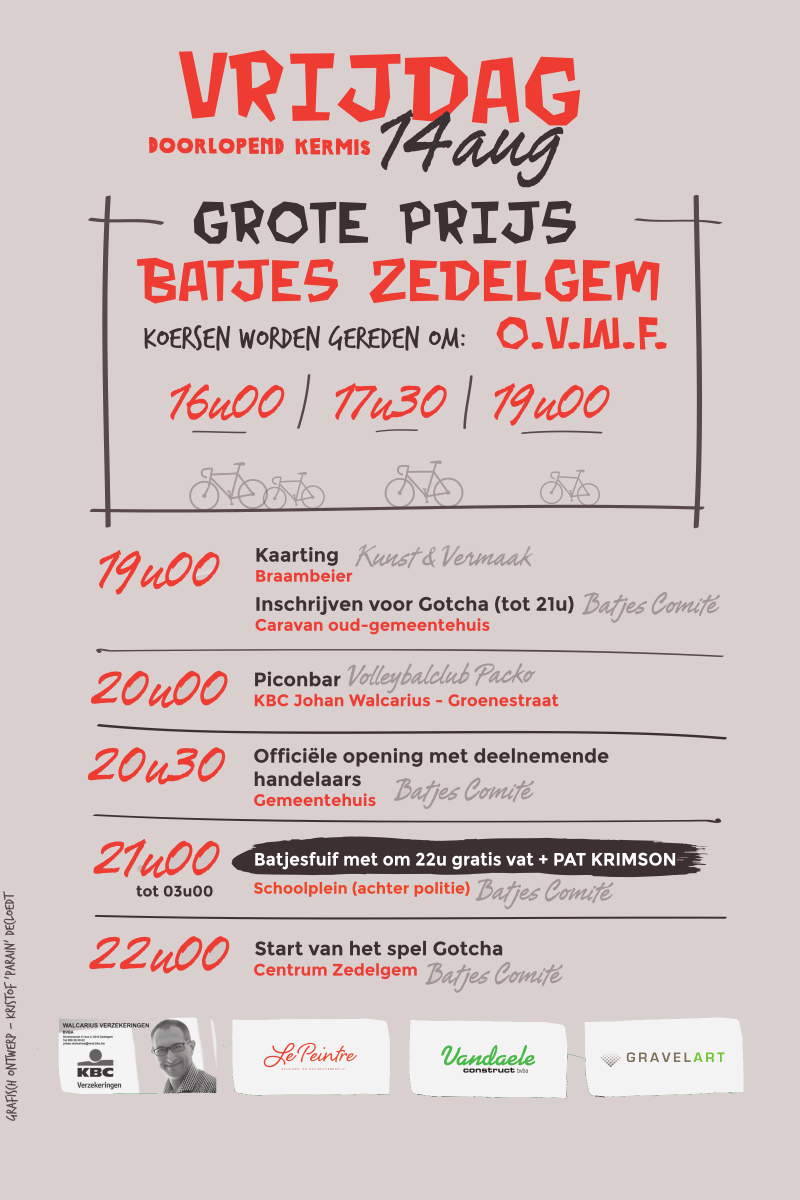 VRIJDAG
DOORLOPEND KERMIS 14 aug
GROTE PRIJS
BATJES ZEDELGEM
KOERSEN WORDEN GEREDEN OM: O.V.W.F.
16u00 / 17u30 / 19u00
19u00 Kaarting Kunst & Vermaak
Braambeier
Inschrijven voor Gotcha (tot 21u) Batjes Comité
Caravan oud-gemeentehuis
20u00 Piconbar Volleybalclub Packo
KBC Johan Walcarius - Groenestraat
20u30 Officiële opening met deelnemende
handelaars Batjes Comité
Gemeentehuis
21u00 Batjesfuif met om 22u gratis vat + PAT KRIMSON
tot 03u00 Schoolplein (achter politie) Batjes Comité
22u00 Start van het spel Gotcha
Centrum Zedelgem Batjes Comité
GRAFISCH ONTWERP – KRISTOF 'PARAIN' DECLOEDT
WALCARIUS VERZEKERINGEN
BVBA
KBC
Verzekeringen
Le Peintre
Vandaele
construct bvba
GRAVELART